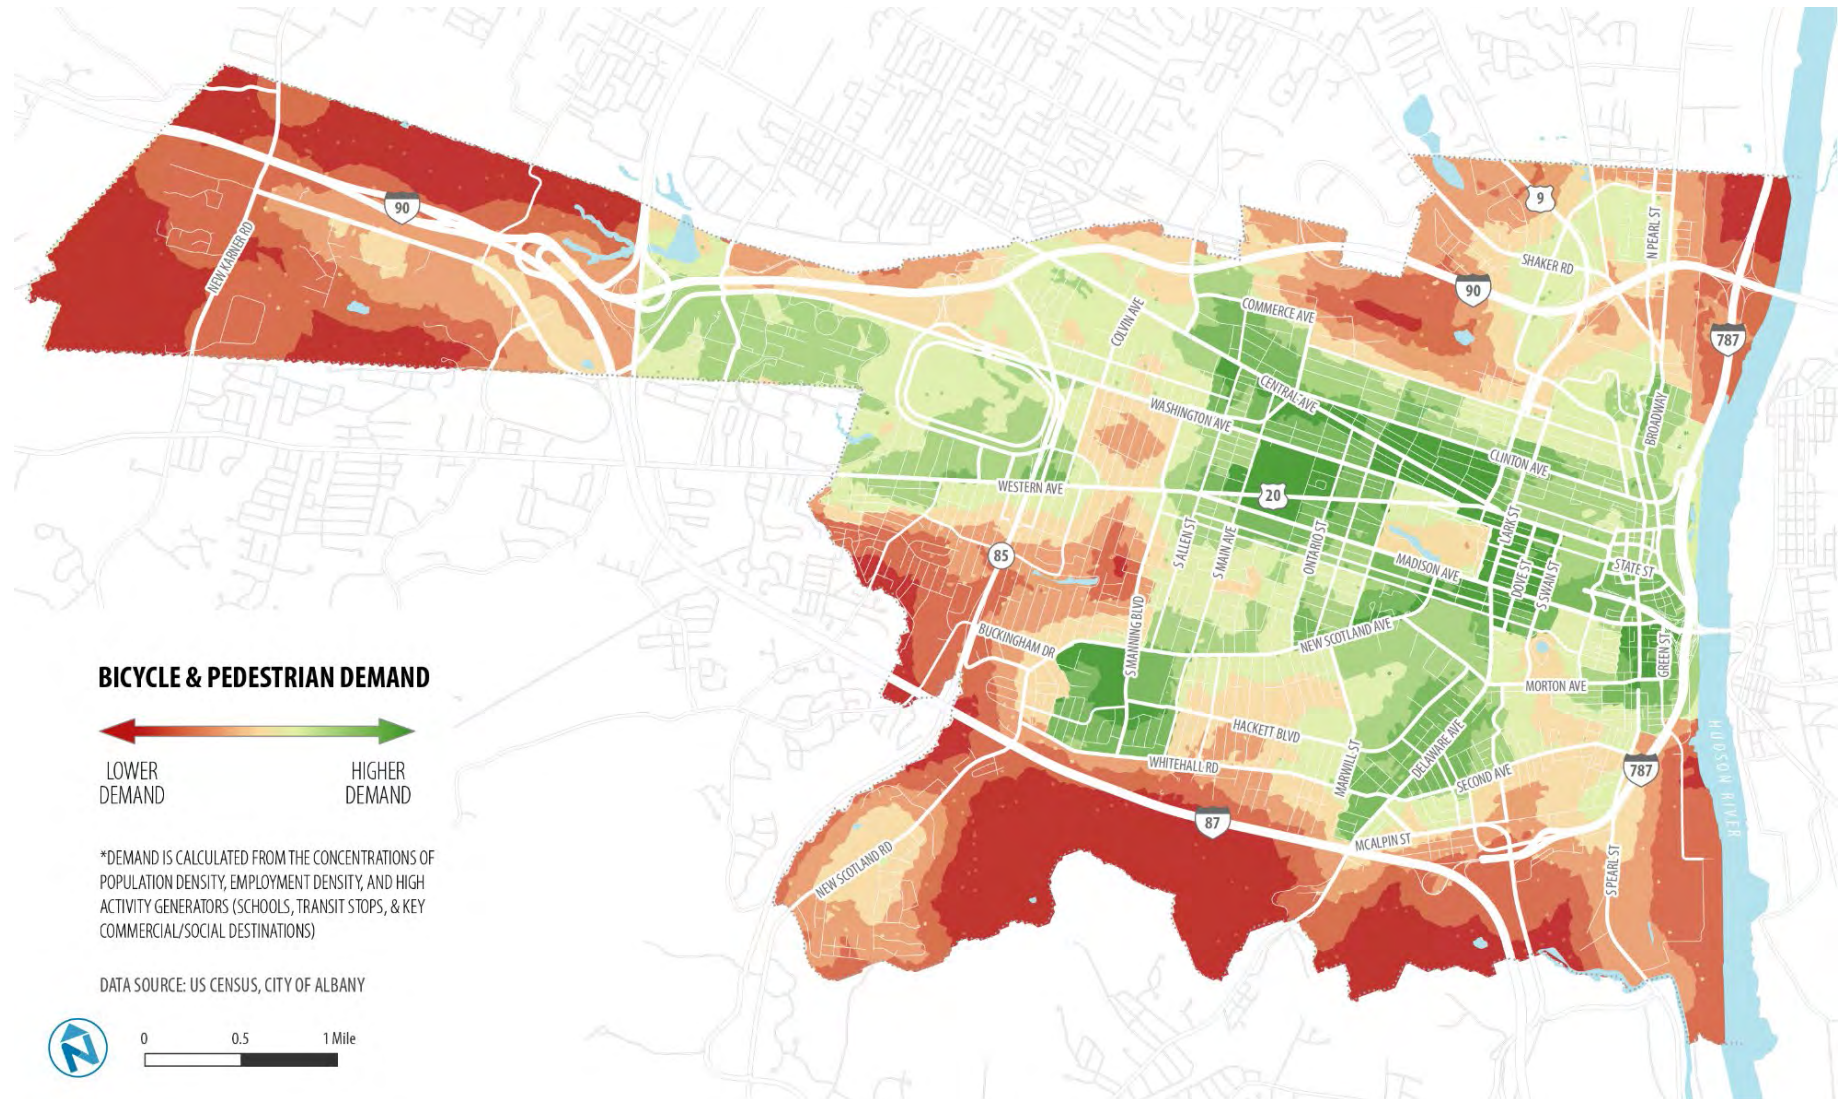 90
NEW KARNER RD
9
N PEARL ST
SHAKER RD
90
COMMERCE AVE
COLVIN AVE
787
CENTRAL AVE
WASHINGTON AVE
BROADWAY
CLINTON AVE
WESTERN AVE
20
LARK ST
S ALLEN ST
S MAIN AVE
ONTARIO ST
85
MADISON AVE
DOVE ST
S SWAN ST
STATE ST
S MANNING BLVD
BUCKINGHAM DR
NEW SCOTLAND AVE
GREEN ST
MORTON AVE
HACKETT BLVD
DELAWARE AVE
MARWILL ST
WHITEHALL RD
SECOND AVE
787
HUDSON RIVER
87
MCALPIN ST
NEW SCOTLAND RD
S PEARL ST
BICYCLE & PEDESTRIAN DEMAND
LOWER
DEMAND
HIGHER
DEMAND
*DEMAND IS CALCULATED FROM THE CONCENTRATIONS OF
POPULATION DENSITY, EMPLOYMENT DENSITY, AND HIGH
ACTIVITY GENERATORS (SCHOOLS, TRANSIT STOPS, & KEY
COMMERCIAL/SOCIAL DESTINATIONS)
DATA SOURCE: US CENSUS, CITY OF ALBANY
N
0 0.5 1 Mile